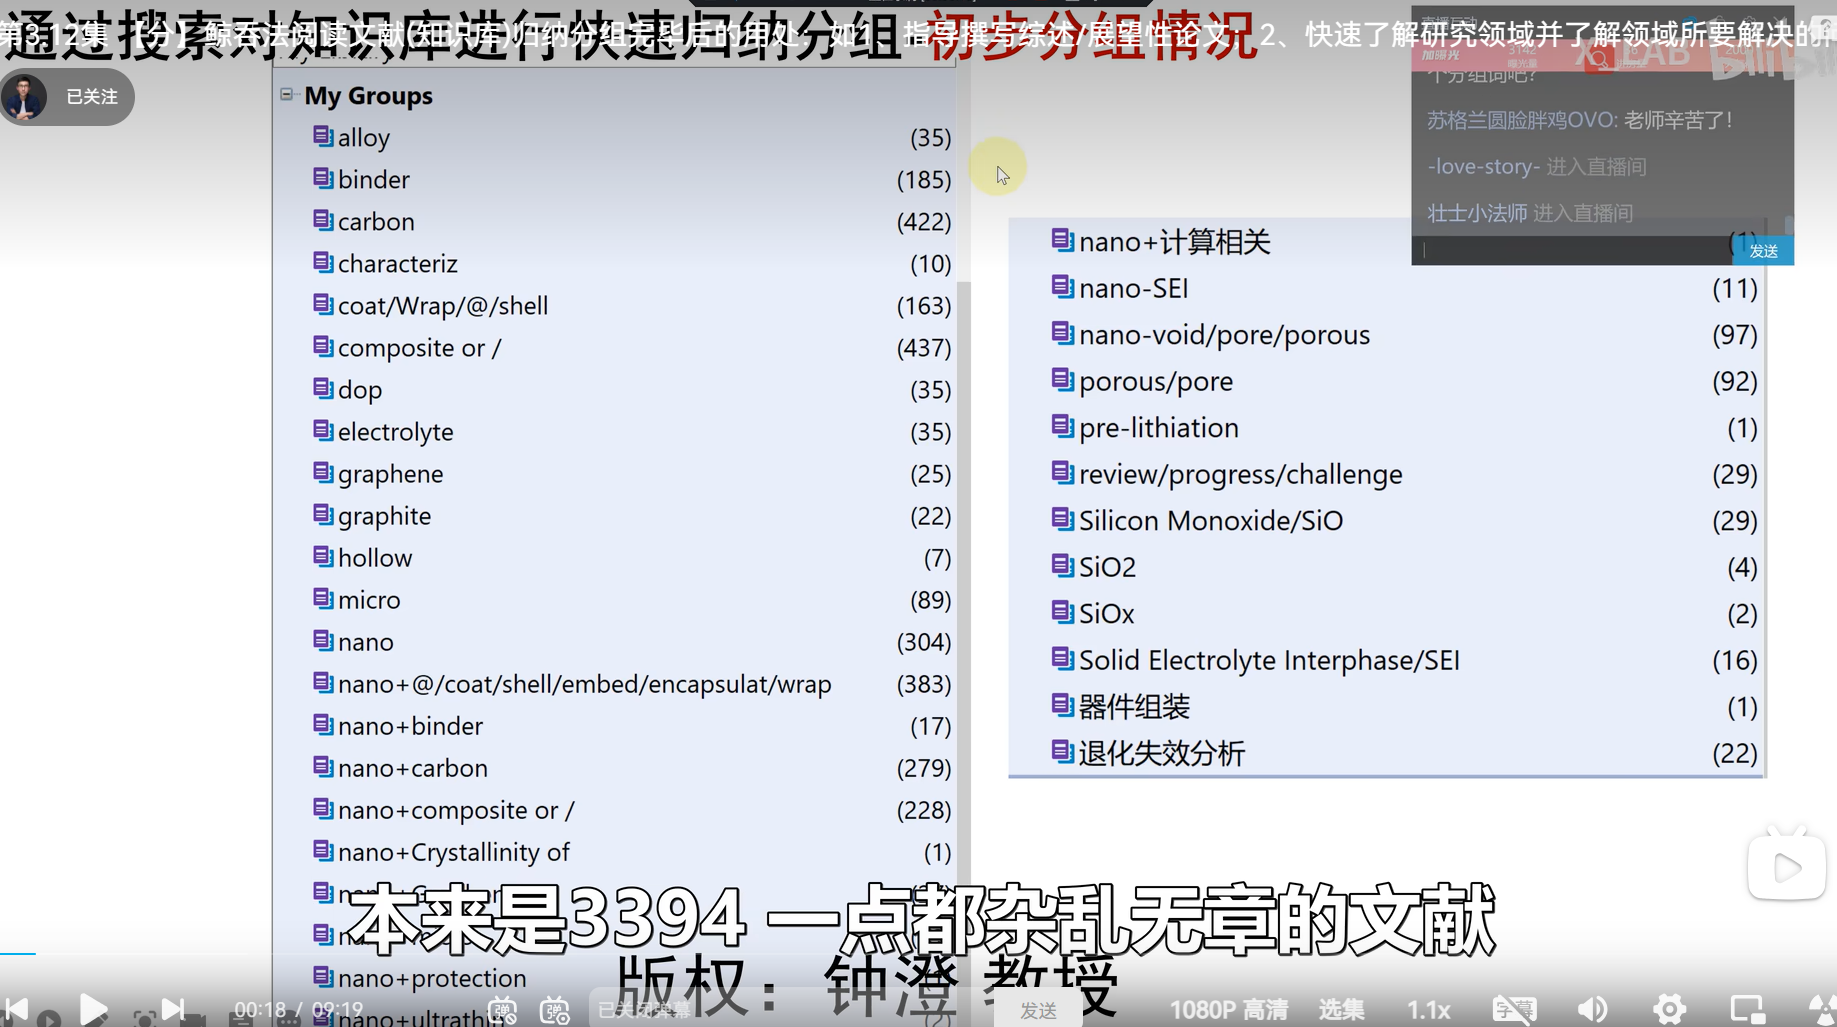 通过搜索对知识库进行快速归纳分组 初步分组情况
第3.12集 【分】鲸吞法阅读文献(知识库)归纳分组完毕后的用处：如1、指导撰写综述/展望性论文，2、快速了解研究领域并了解领域所要解决的
已关注
My Groups
alloy (35)
binder (185)
carbon (422)
characteriz (10)
coat/Wrap/@/shell (163)
composite or / (437)
dop (35)
electrolyte (35)
graphene (25)
graphite (22)
hollow (7)
micro (89)
nano (304)
nano+@/coat/shell/embed/encapsulat/wrap (383)
nano+binder (17)
nano+carbon (279)
nano+composite or / (228)
nano+Crystallinity of (1)
nano+protection
nano+ultrathi
nano+计算相关 (1)
nano-SEI (11)
nano-void/pore/porous (97)
porous/pore (92)
pre-lithiation (1)
review/progress/challenge (29)
Silicon Monoxide/SiO (29)
SiO2 (4)
SiOx (2)
Solid Electrolyte Interphase/SEI (16)
器件组装 (1)
退化失效分析 (22)
个分组词吧?
苏格兰圆脸胖鸡OVO: 老师辛苦了!
-love-story- 进入直播间
壮士小法师 进入直播间
发送
本来是3394 一点都杂乱无章的文献
版权：钟澄 教授
00:18 / 09:19
已关闭弹幕
发送
1080P 高清
选集
1.1x
字幕